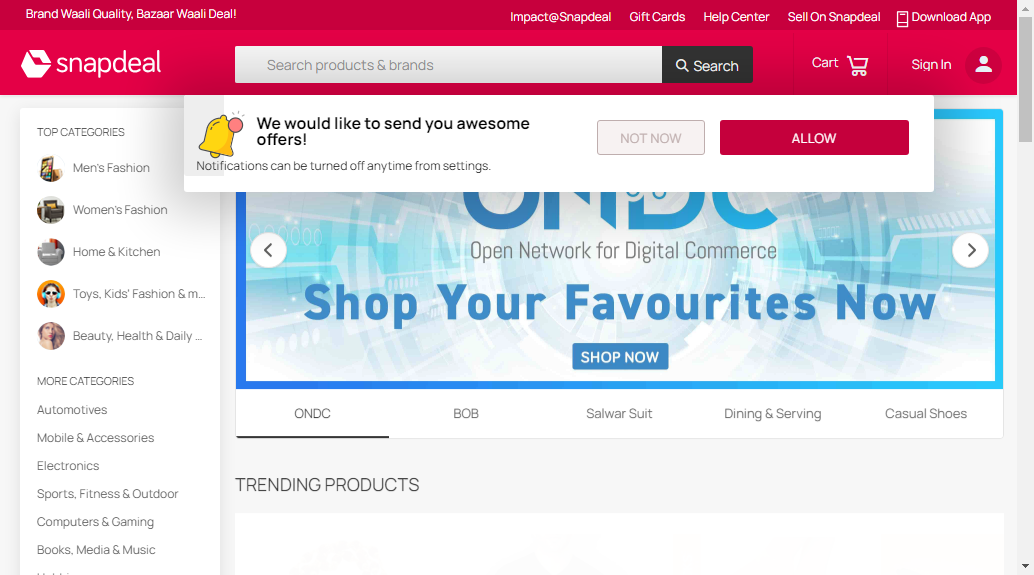 Brand Waali Quality, Bazaar Waali Deal!
Impact@Snapdeal
Gift Cards
Help Center
Sell On Snapdeal
Download App
snapdeal
Search products & brands
Search
Cart
Sign In
We would like to send you awesome
offers!
Notifications can be turned off anytime from settings.
NOT NOW
ALLOW
TOP CATEGORIES
Men's Fashion
Women's Fashion
Home & Kitchen
Toys, Kids' Fashion & m...
Beauty, Health & Daily ...
MORE CATEGORIES
Automotives
Mobile & Accessories
Electronics
Sports, Fitness & Outdoor
Computers & Gaming
Books, Media & Music
ONDC
Open Network for Digital Commerce
Shop Your Favourites Now
SHOP NOW
ONDC
BOB
Salwar Suit
Dining & Serving
Casual Shoes
TRENDING PRODUCTS